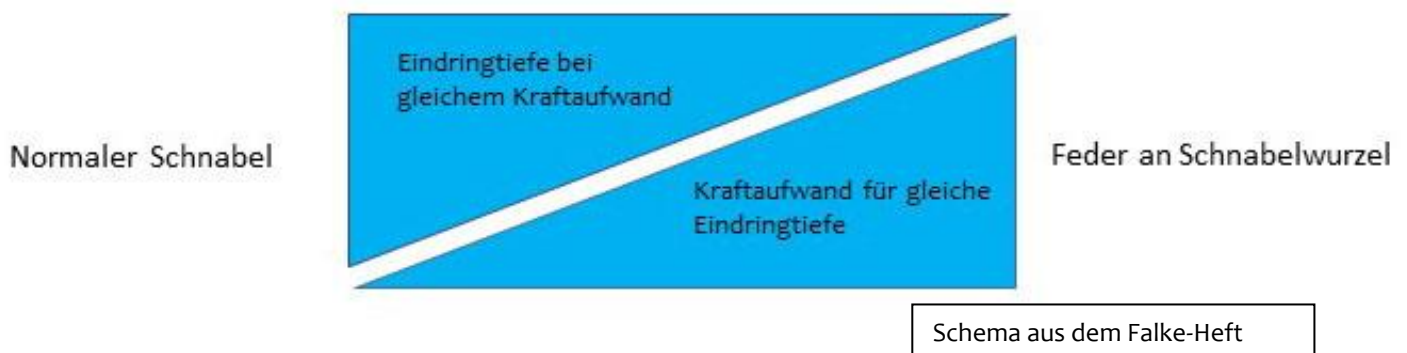 Eindringtiefe bei
gleichem Kraftaufwand
Normaler Schnabel
Feder an Schnabelwurzel
Kraftaufwand für gleiche
Eindringtiefe
Schema aus dem Falke-Heft